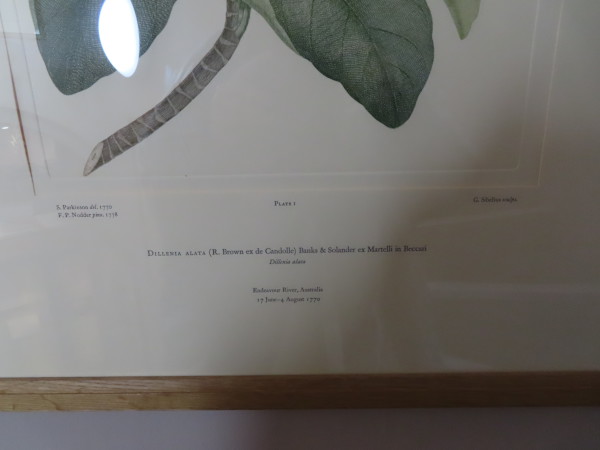 S. Parkinson del. 1770
F. P. Nodder pinx. 1778
PLATE 1
G. Sibelius sculps.
DILLENIA ALATA (R. Brown ex de Candolle) Banks & Solander ex Martelli in Beccari
Dillenia alata
Endeavour River, Australia
17 June–4 August 1770